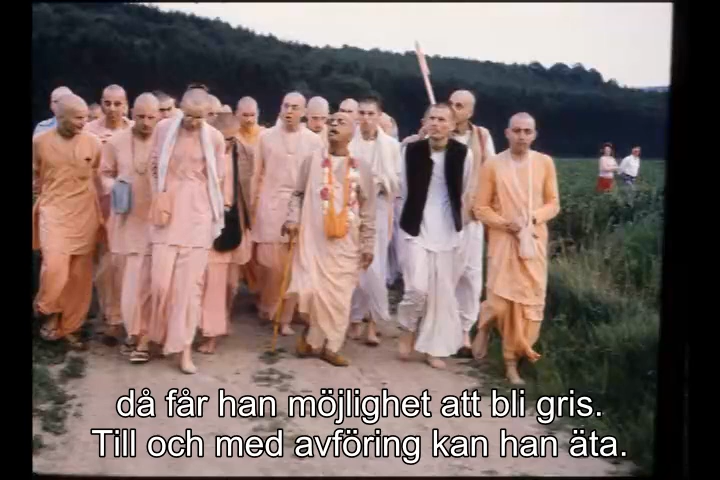 då får han möjlighet att bli gris.
Till och med avföring kan han äta.